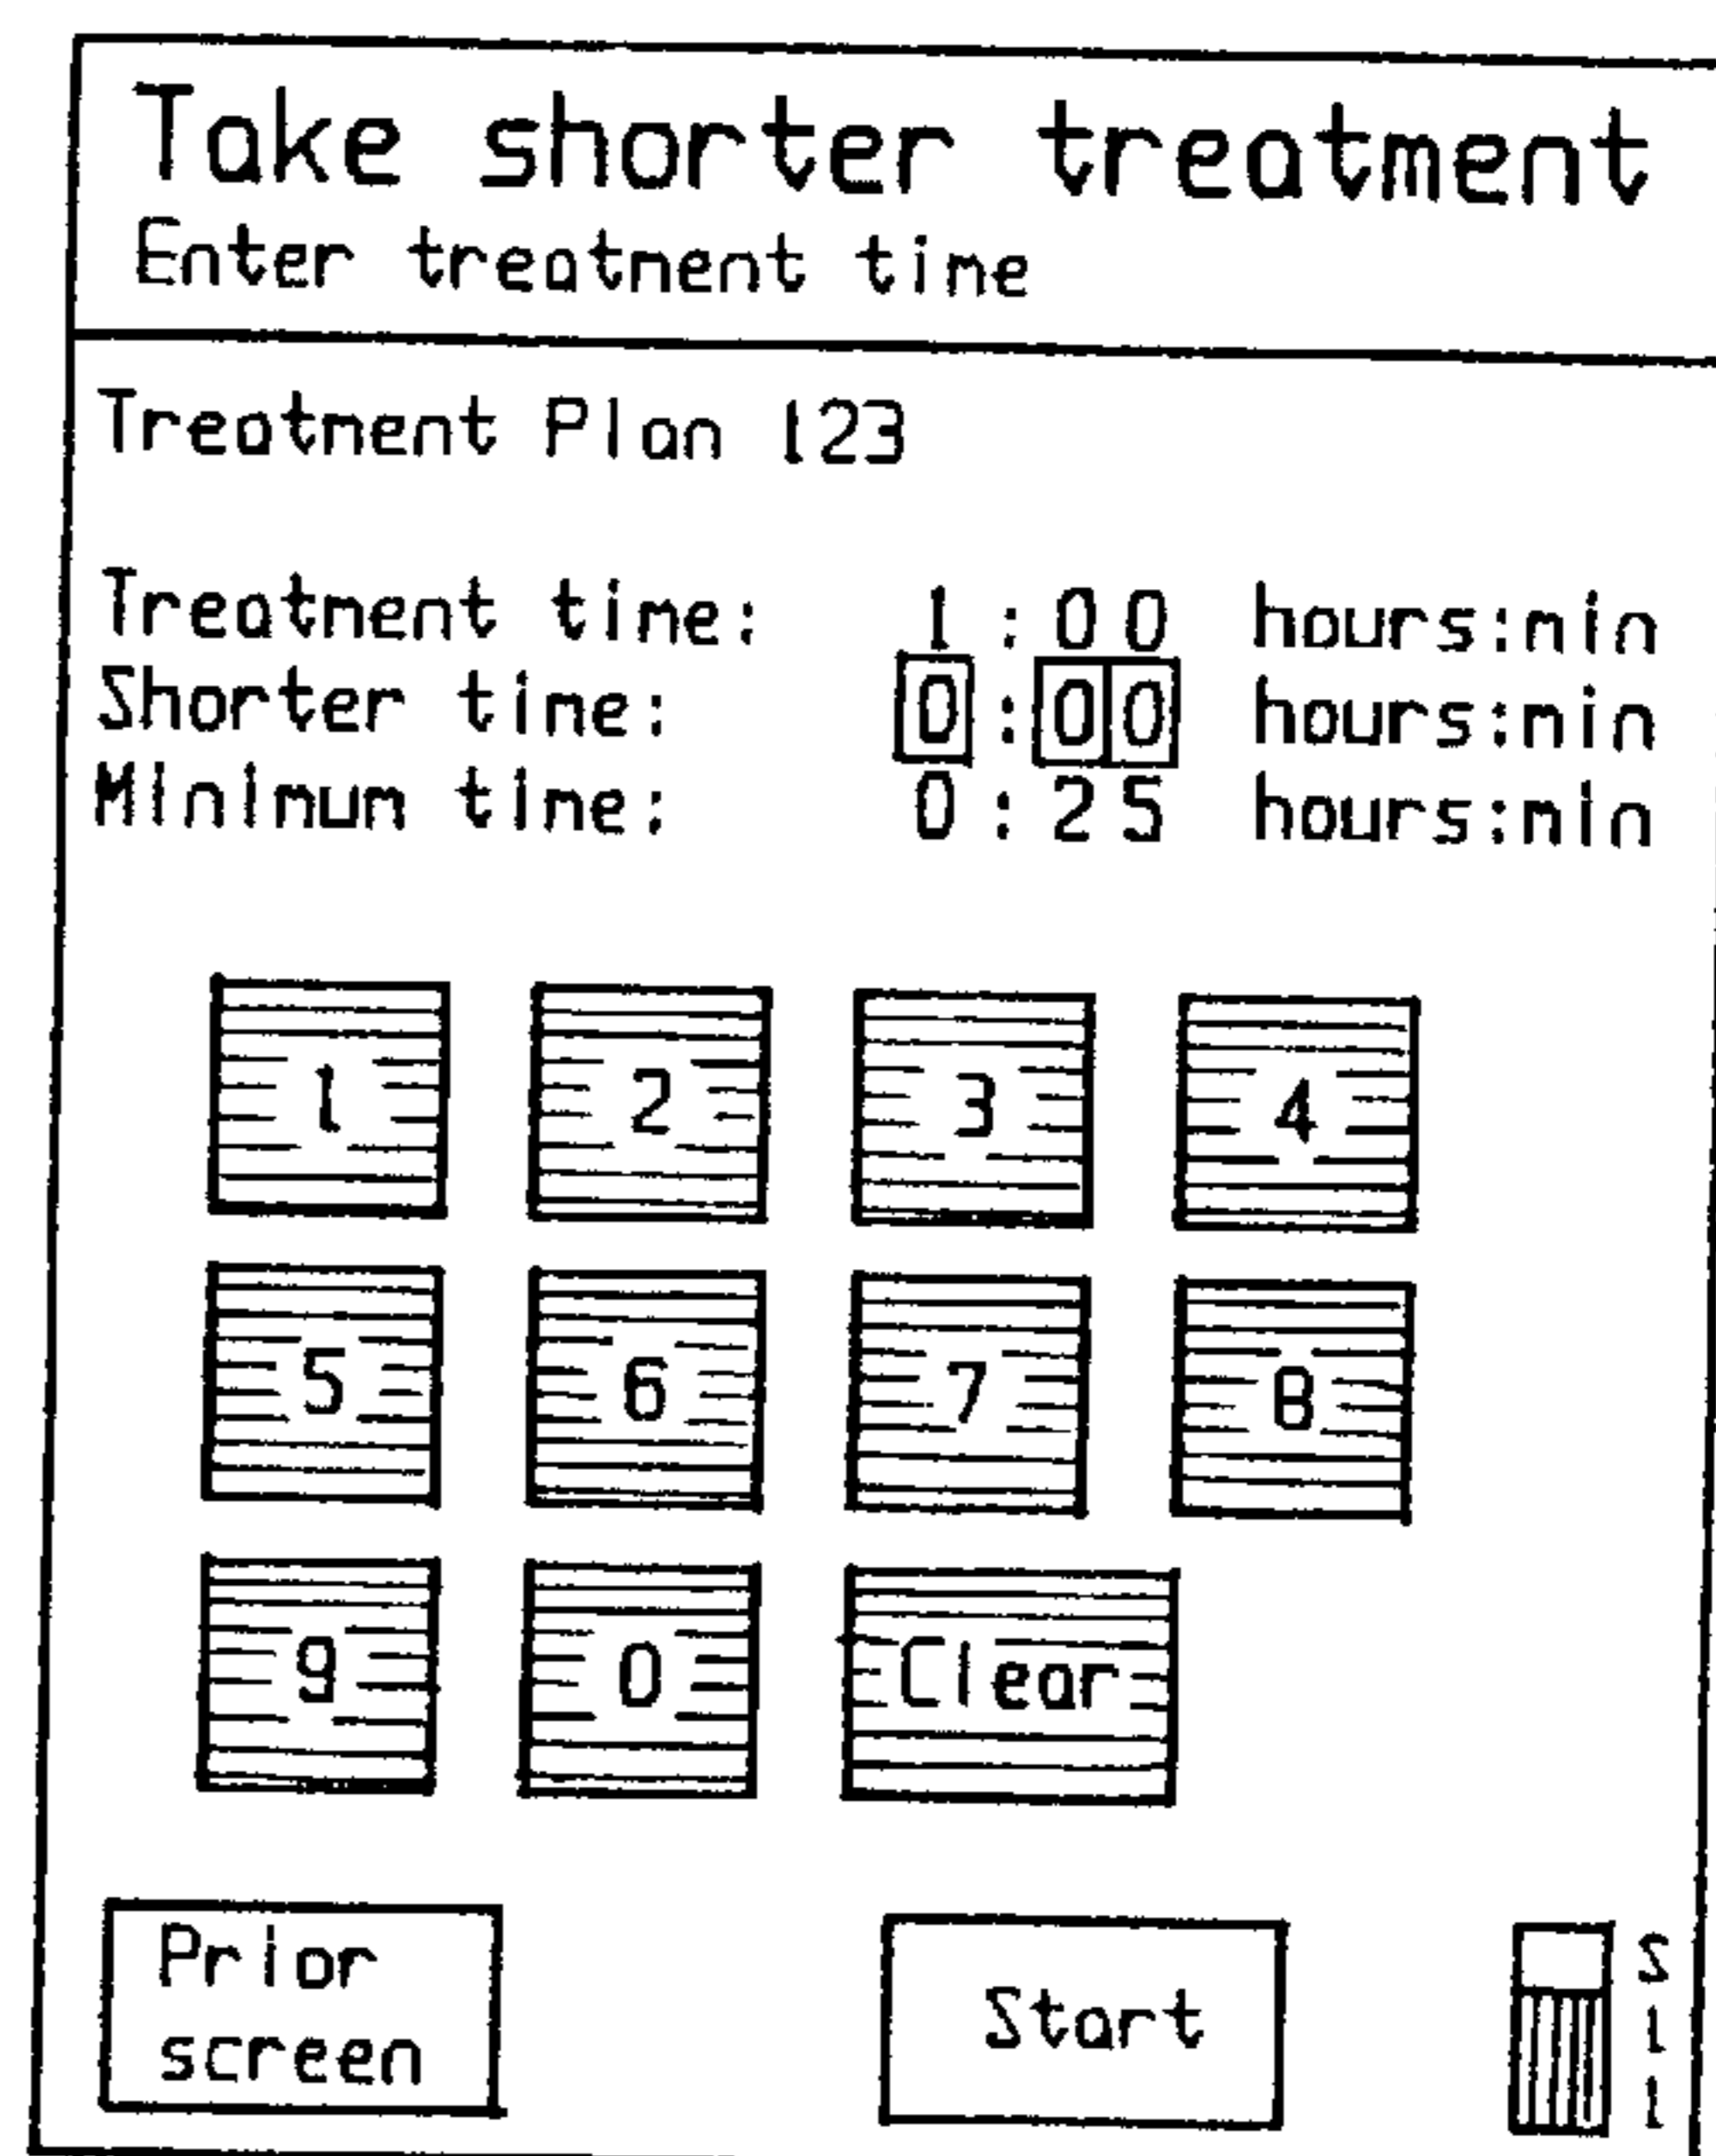 Take shorter treatment
Enter treatment time
Treatment Plan 123
Treatment time: 1:00 hours:min
Shorter time: 0:00 hours:min
Minimum time: 0:25 hours:min
1 2 3 4
5 6 7 8
9 0 Clear
Prior
screen
Start
S
1
1